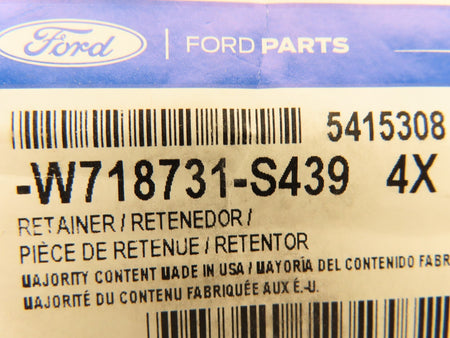 Ford
FORD PARTS
5415308
-W718731-S439 4X
RETAINER / RETENEDOR /
PIÈCE DE RETENUE / RETENTOR
MAJORITY CONTENT MADE IN USA / MAYORÍA DEL CONTENIDO FABR
MAJORITÉ DU CONTENU FABRIQUÉE AUX É.-U.